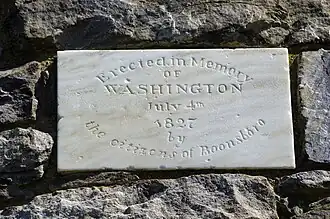 Erected in Memory
OF
WASHINGTON
July 4th
1827
by
the citizens of Boonsboro